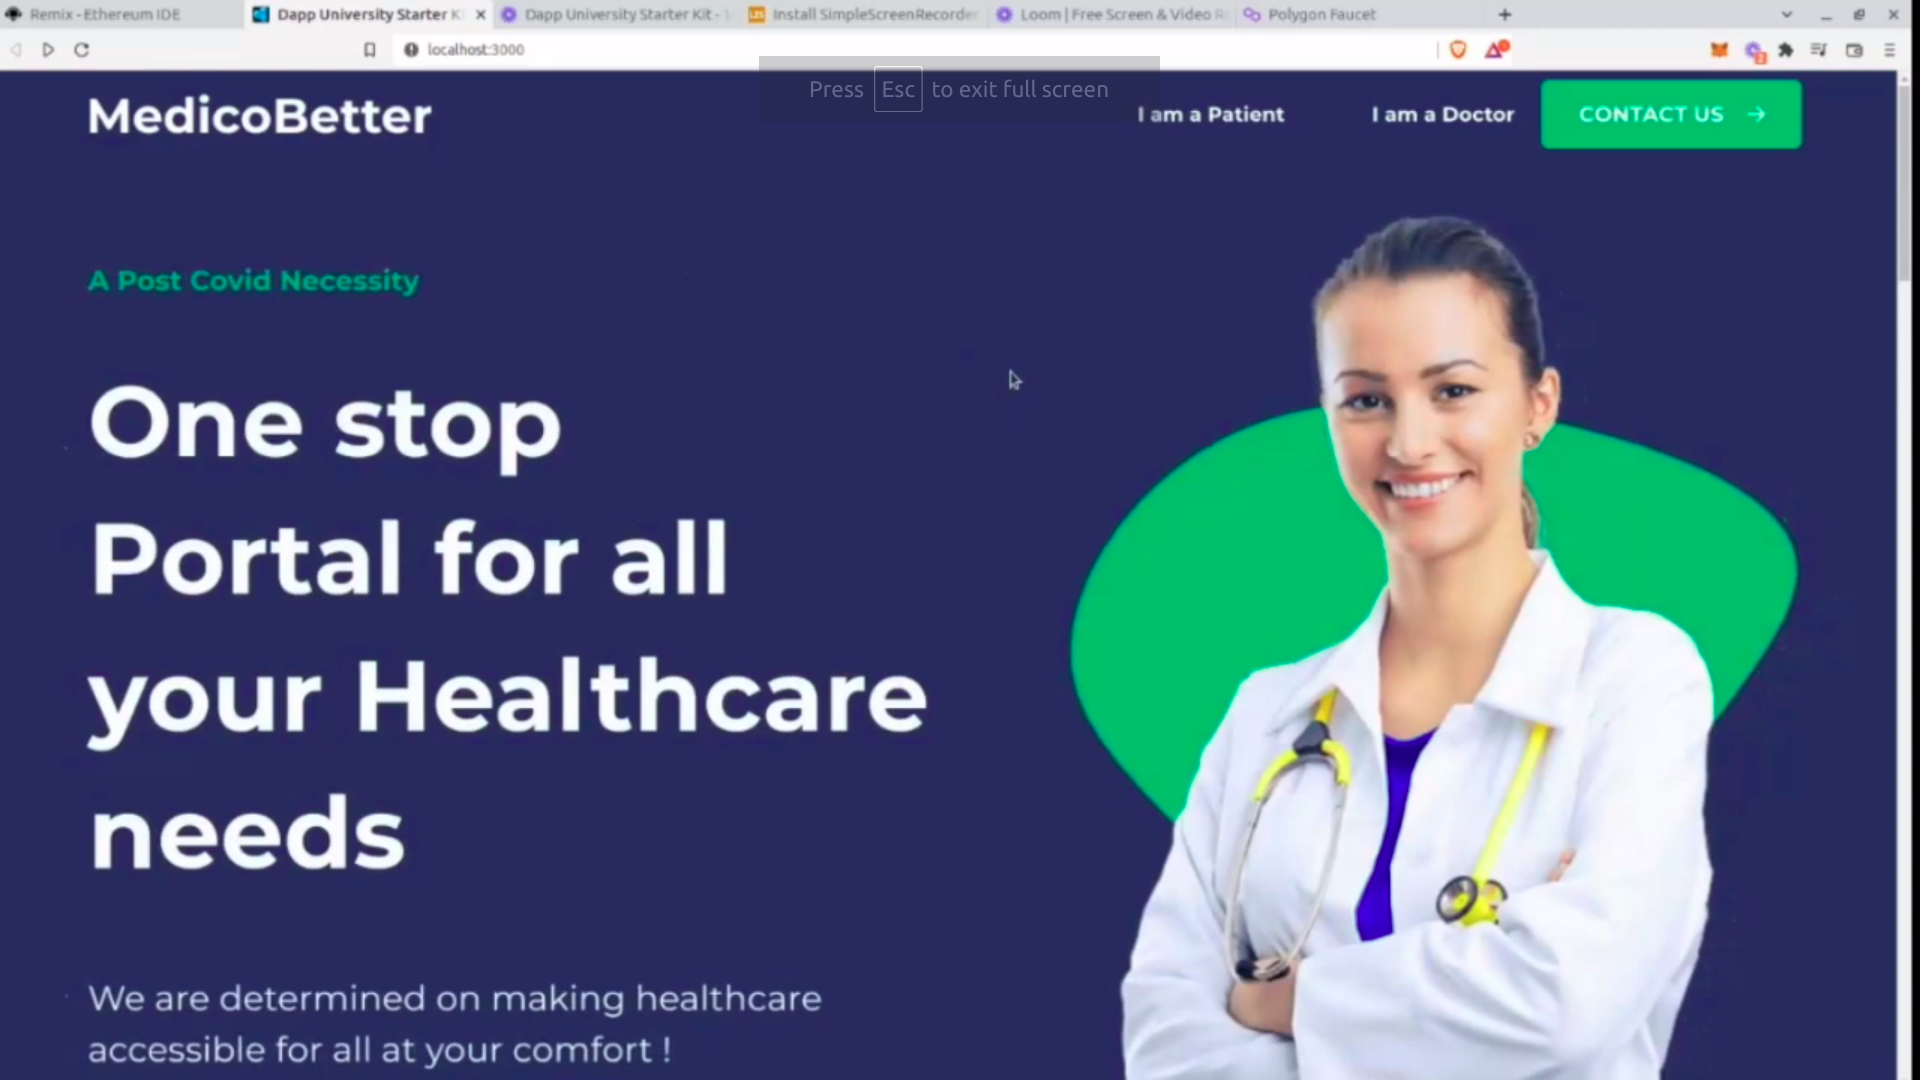 Remix - Ethereum IDE
Dapp University Starter K
Dapp University Starter Kit -
Install SimpleScreenRecorder
Loom | Free Screen & Video R
Polygon Faucet
localhost:3000
Press Esc to exit full screen
MedicoBetter
I am a Patient
I am a Doctor
CONTACT US
A Post Covid Necessity
One stop
Portal for all
your Healthcare
needs
We are determined on making healthcare
accessible for all at your comfort !